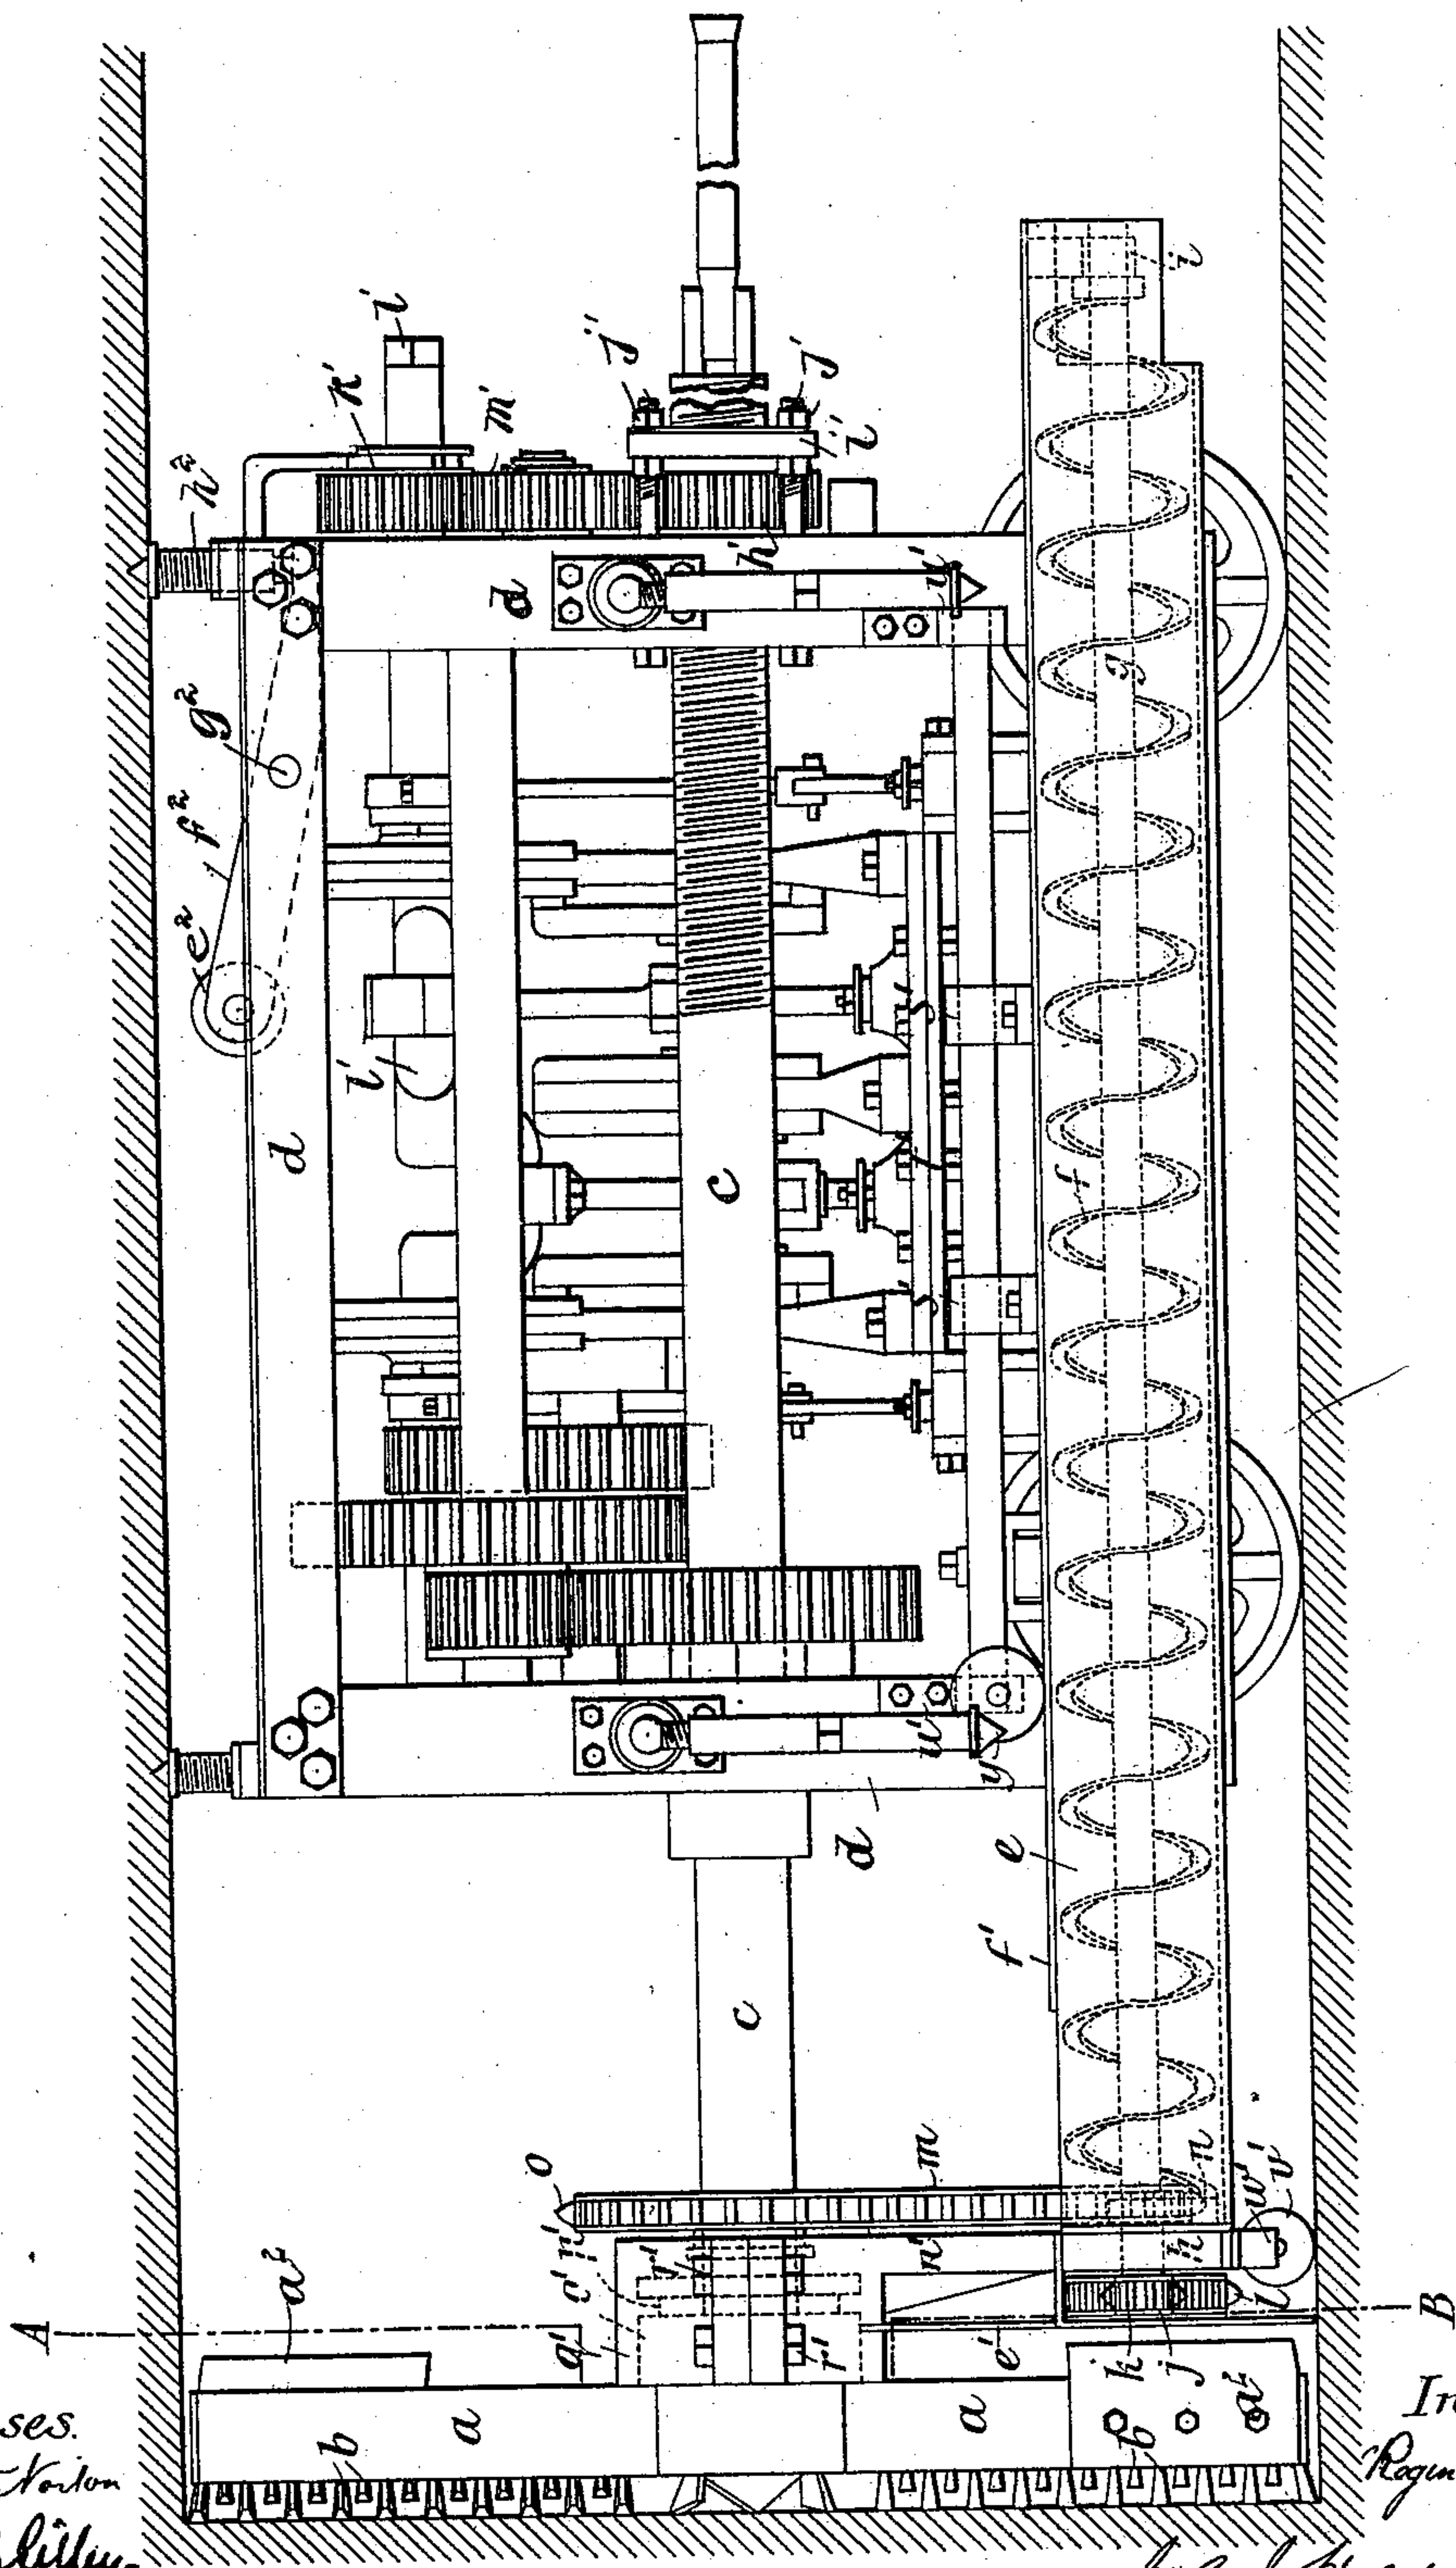 h²
g²
f²
e²
d
i'
l'
k'
m'
j''
j'
i''
h'
d
u'
i
g
c
f
u'
y
d
e
f'
c
m
n
o
n'
c'
r'
q'
r'
n'
e'
w'
v'
h
l
k
j
a²
a²
A
B
a
a
b
b
ses.
Norton
In